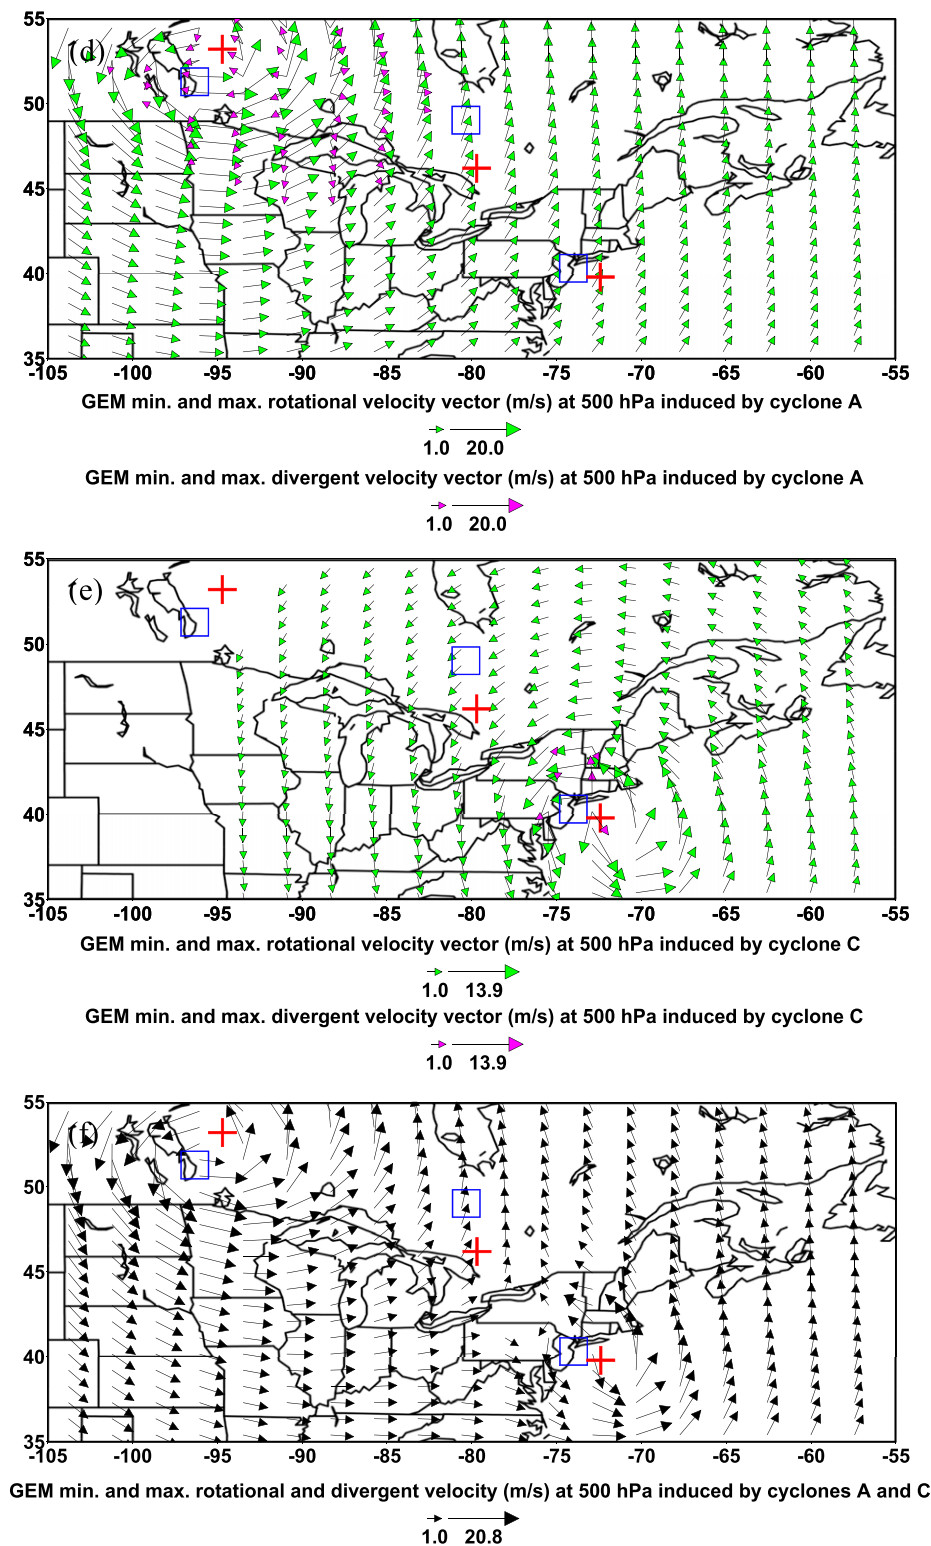 (d)
55
50
45
40
35
-105 -100 -95 -90 -85 -80 -75 -70 -65 -60 -55
GEM min. and max. rotational velocity vector (m/s) at 500 hPa induced by cyclone A
1.0 20.0
GEM min. and max. divergent velocity vector (m/s) at 500 hPa induced by cyclone A
1.0 20.0
(e)
55
50
45
40
35
-105 -100 -95 -90 -85 -80 -75 -70 -65 -60 -55
GEM min. and max. rotational velocity vector (m/s) at 500 hPa induced by cyclone C
1.0 13.9
GEM min. and max. divergent velocity vector (m/s) at 500 hPa induced by cyclone C
1.0 13.9
(f)
55
50
45
40
35
-105 -100 -95 -90 -85 -80 -75 -70 -65 -60 -55
GEM min. and max. rotational and divergent velocity (m/s) at 500 hPa induced by cyclones A and C
1.0 20.8